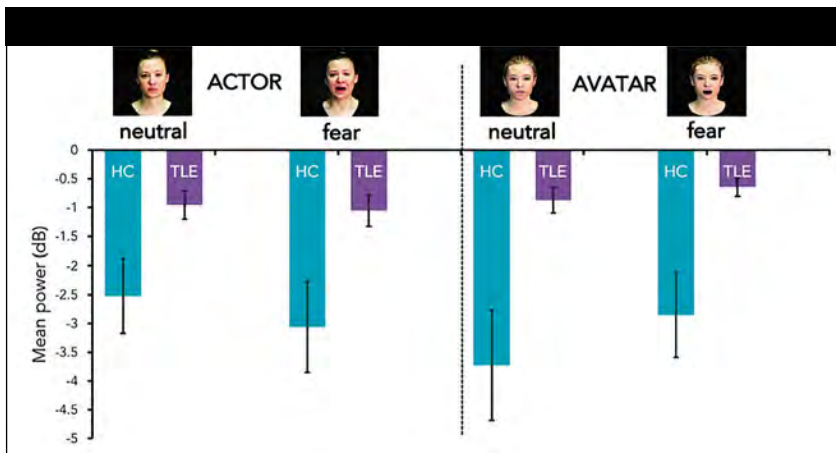 ACTOR
AVATAR
neutral
fear
neutral
fear
Mean power (dB)
0
-0.5
-1
-1.5
-2
-2.5
-3
-3.5
-4
-4.5
-5
HC
TLE
HC
TLE
HC
TLE
HC
TLE